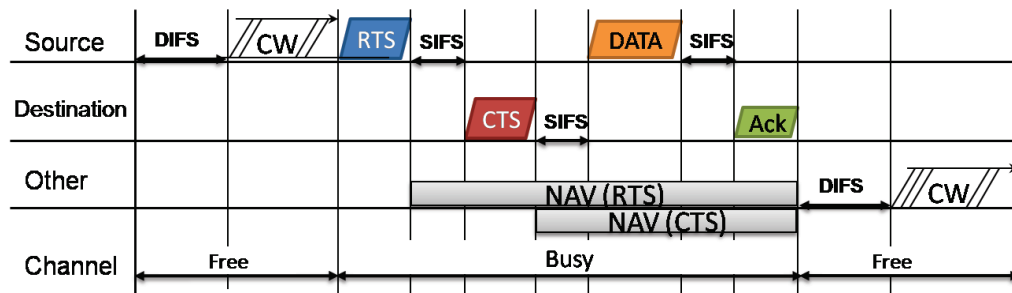 Source DIFS CW RTS SIFS DATA SIFS
Destination CTS SIFS Ack
Other NAV (RTS) DIFS CW
NAV (CTS)
Channel Free Busy Free